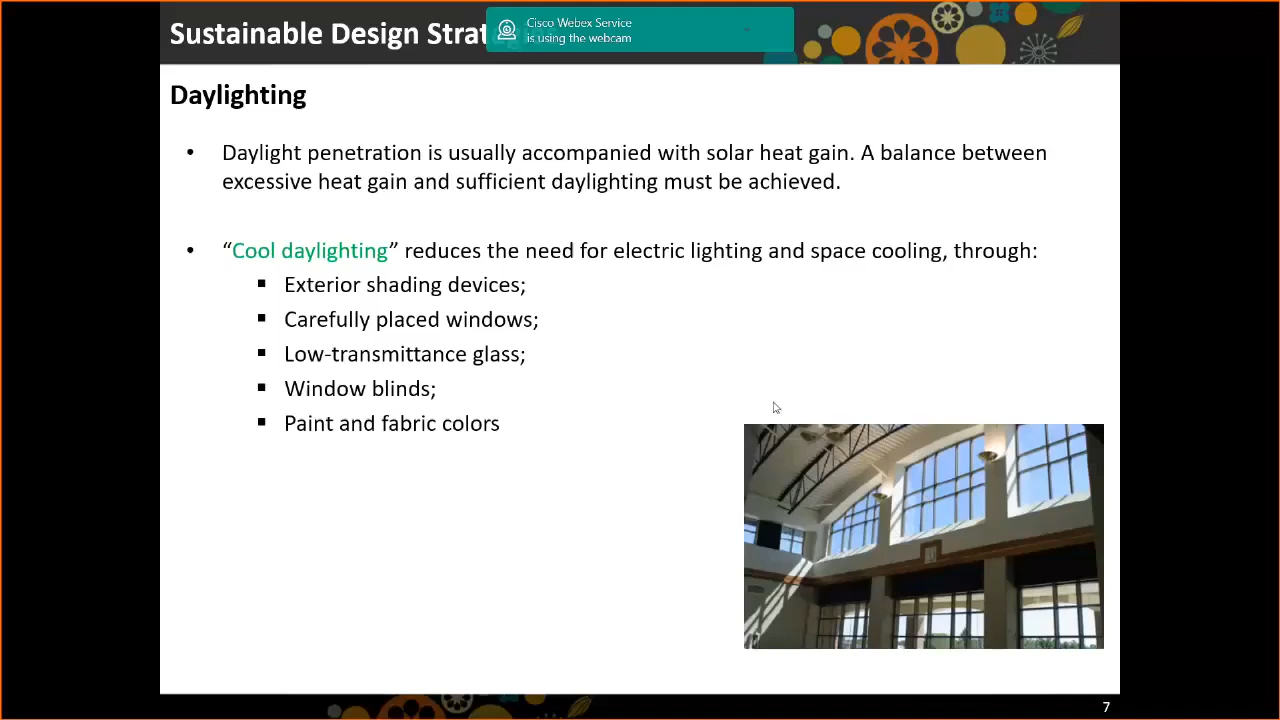 Sustainable Design Strat
Cisco Webex Service
is using the webcam
Daylighting
• Daylight penetration is usually accompanied with solar heat gain. A balance between
excessive heat gain and sufficient daylighting must be achieved.
• “Cool daylighting” reduces the need for electric lighting and space cooling, through:
▪ Exterior shading devices;
▪ Carefully placed windows;
▪ Low-transmittance glass;
▪ Window blinds;
▪ Paint and fabric colors
7